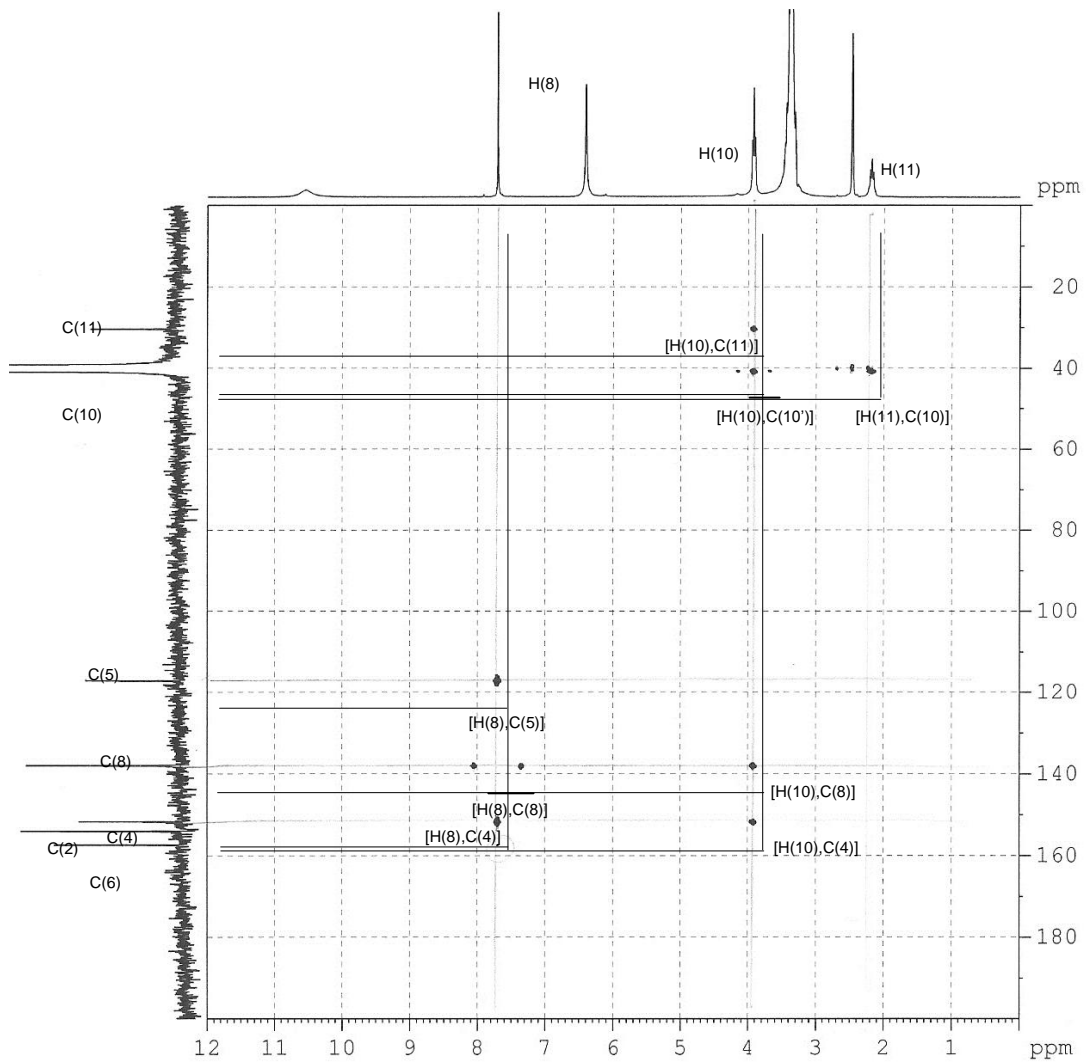 H(8)
H(10)
H(11)
ppm
C(11)
20
[H(10),C(11)]
40
C(10)
[H(10),C(10')]
[H(11),C(10)]
60
80
100
C(5)
120
[H(8),C(5)]
C(8)
140
[H(10),C(8)]
[H(8),C(8)]
C(4)
[H(8),C(4)]
C(2)
[H(10),C(4)]
160
C(6)
180
12 11 10 9 8 7 6 5 4 3 2 1 ppm